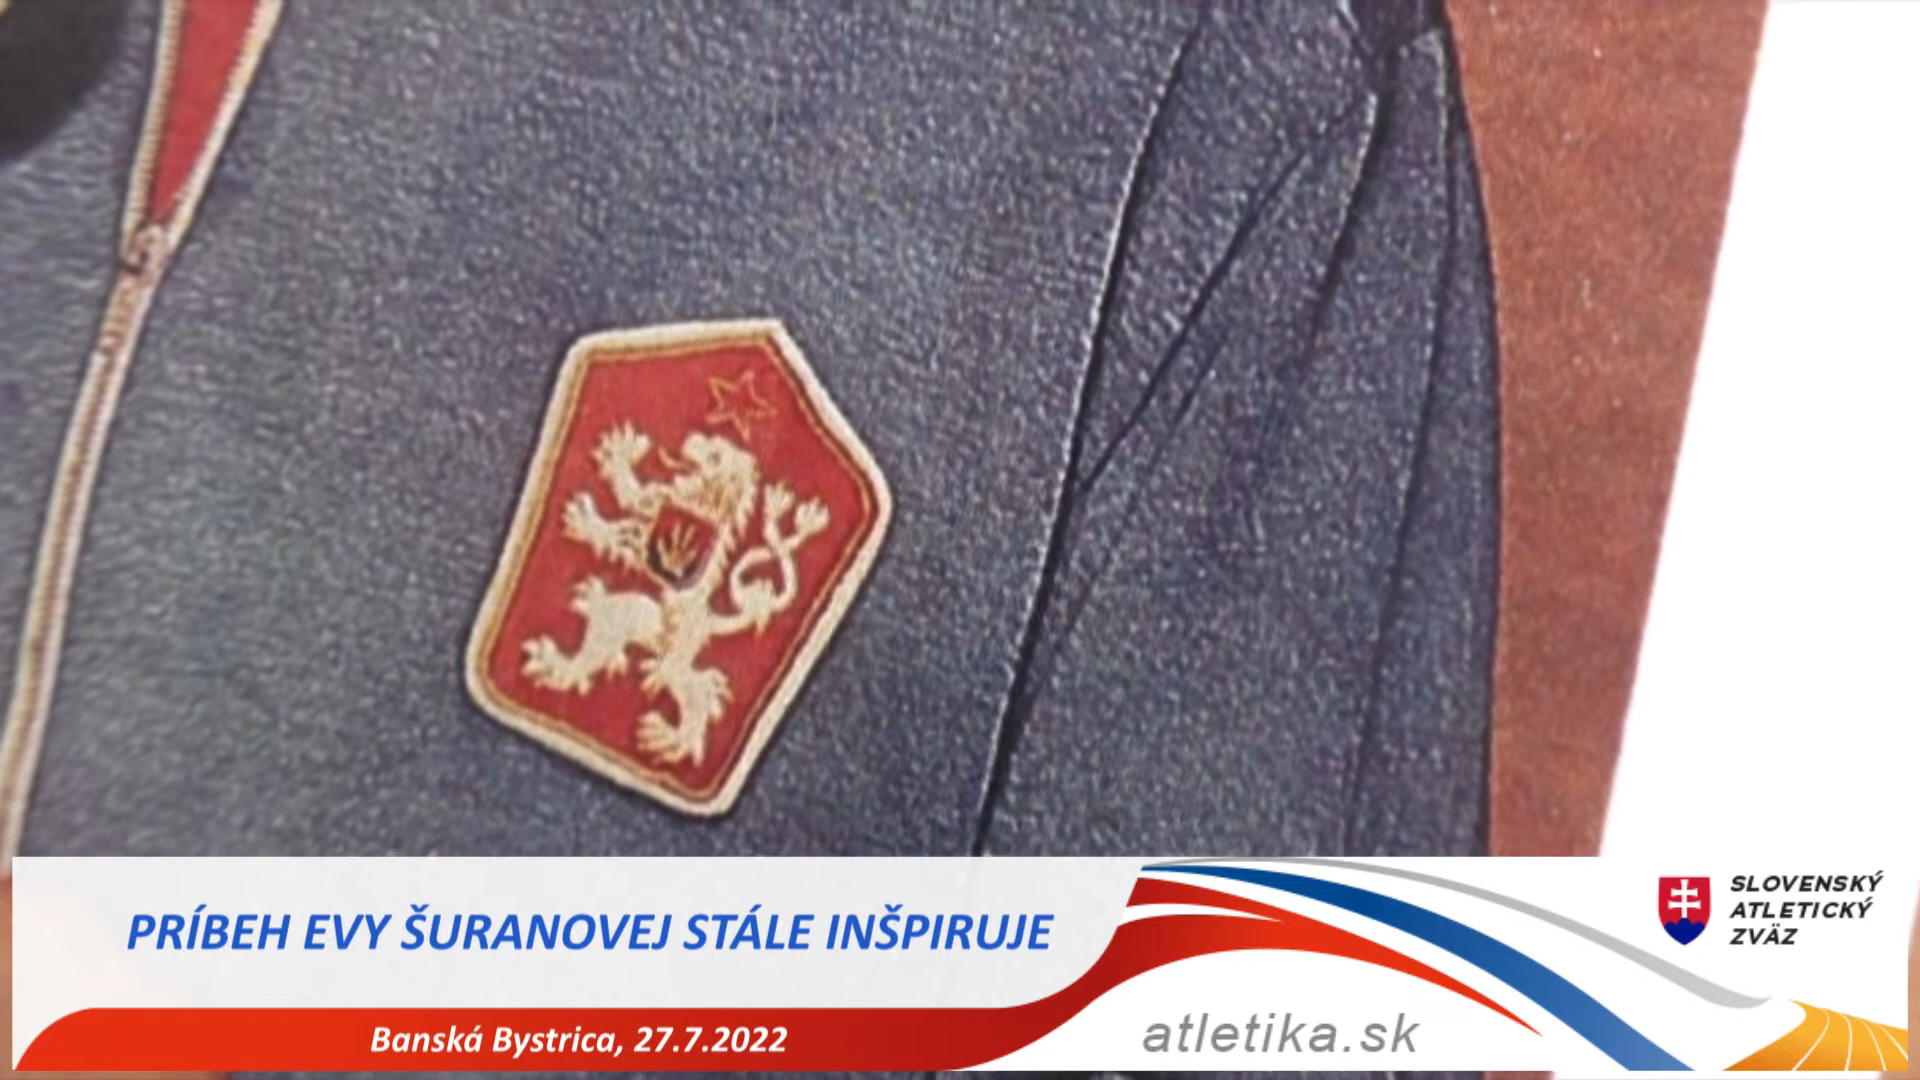 PRÍBEH EVY ŠURANOVEJ STÁLE INŠPIRUJE
Banská Bystrica, 27.7.2022
atletika.sk
SLOVENSKÝ
ATLETICKÝ
ZVÄZ